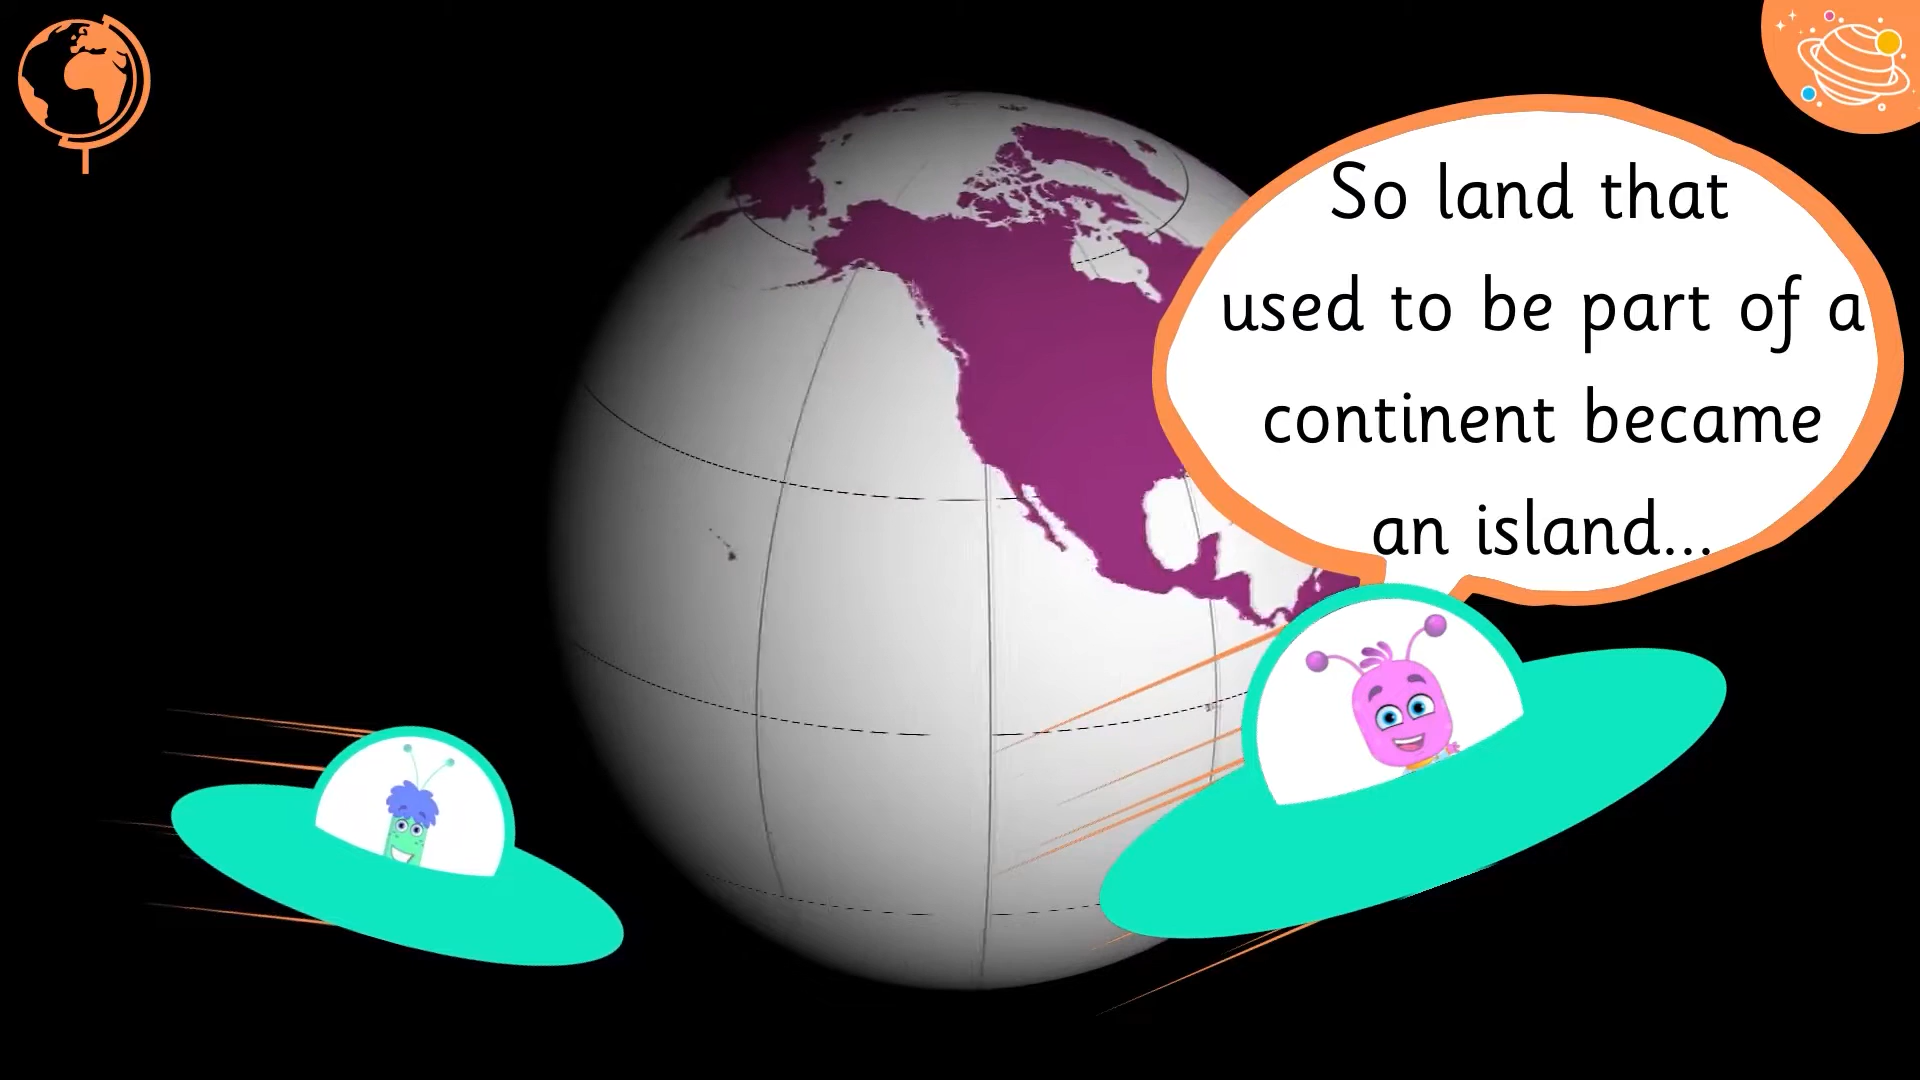 So land that
used to be part of a
continent became
an island...